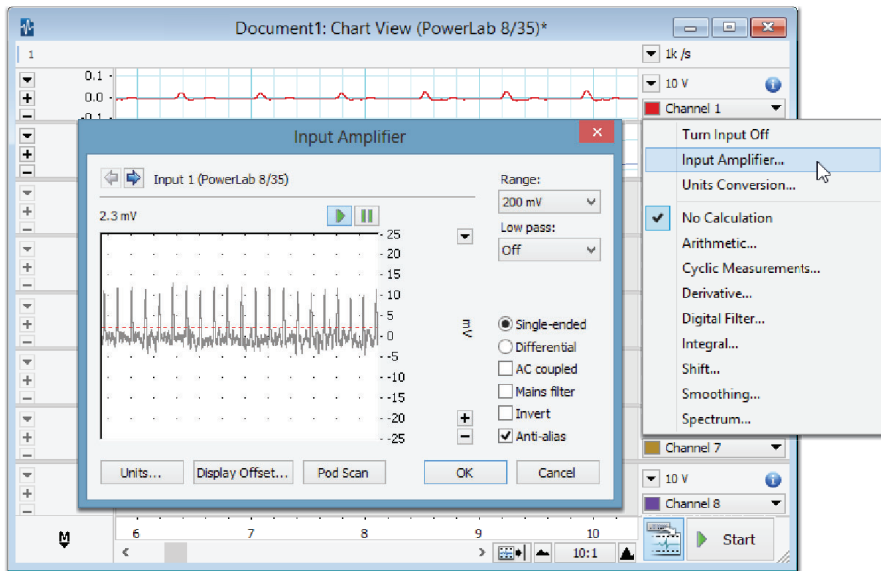 Document1: Chart View (PowerLab 8/35)*
1
1k /s
0.1
0.0
-0.1
10 V
Channel 1
Turn Input Off
Input Amplifier...
Units Conversion...
No Calculation
Arithmetic...
Cyclic Measurements...
Derivative...
Digital Filter...
Integral...
Shift...
Smoothing...
Spectrum...
Input Amplifier
Input 1 (PowerLab 8/35)
2.3 mV
25
20
15
10
5
0
-5
-10
-15
-20
-25
mV
Range:
200 mV
Low pass:
Off
Single-ended
Differential
AC coupled
Mains filter
Invert
Anti-alias
Units...
Display Offset...
Pod Scan
OK
Cancel
Channel 7
10 V
Channel 8
M
6
7
8
9
10
10:1
Start